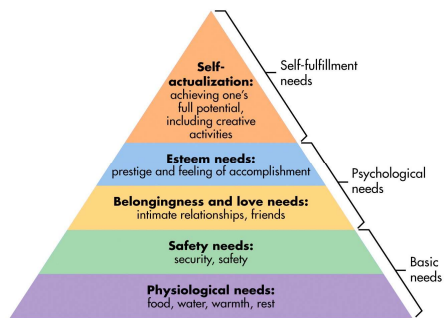 Self-
actualization:
achieving one's
full potential,
including creative
activities
Self-fulfillment
needs
Esteem needs:
prestige and feeling of accomplishment
Psychological
needs
Belongingness and love needs:
intimate relationships, friends
Safety needs:
security, safety
Basic
needs
Physiological needs:
food, water, warmth, rest